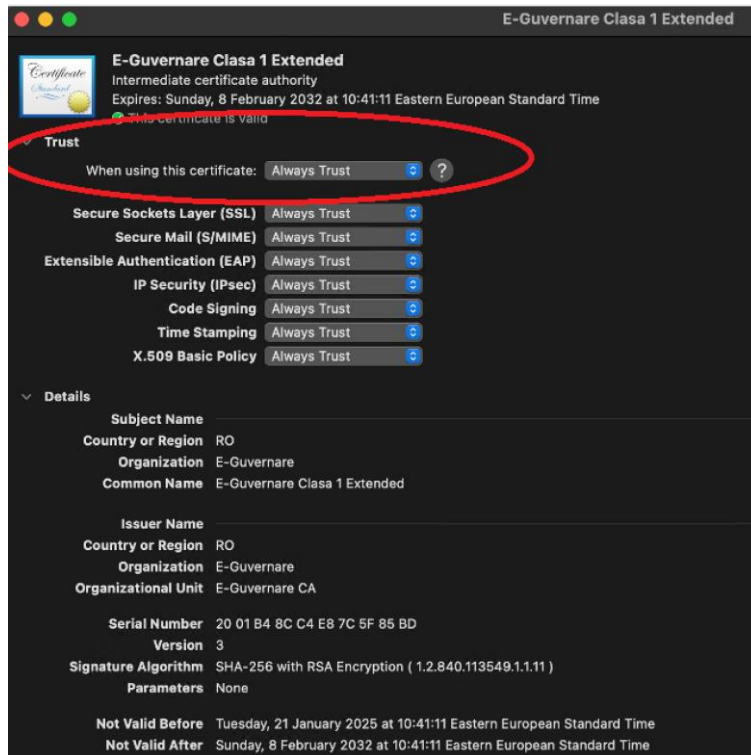 E-Guvernare Clasa 1 Extended
Certificate
Standard
E-Guvernare Clasa 1 Extended
Intermediate certificate authority
Expires: Sunday, 8 February 2032 at 10:41:11 Eastern European Standard Time
This certificate is valid
Trust
When using this certificate: Always Trust ?
Secure Sockets Layer (SSL) Always Trust
Secure Mail (S/MIME) Always Trust
Extensible Authentication (EAP) Always Trust
IP Security (IPsec) Always Trust
Code Signing Always Trust
Time Stamping Always Trust
X.509 Basic Policy Always Trust
Details
Subject Name
Country or Region RO
Organization E-Guvernare
Common Name E-Guvernare Clasa 1 Extended
Issuer Name
Country or Region RO
Organization E-Guvernare
Organizational Unit E-Guvernare CA
Serial Number 20 01 B4 8C C4 E8 7C 5F 85 BD
Version 3
Signature Algorithm SHA-256 with RSA Encryption ( 1.2.840.113549.1.1.11 )
Parameters None
Not Valid Before Tuesday, 21 January 2025 at 10:41:11 Eastern European Standard Time
Not Valid After Sunday, 8 February 2032 at 10:41:11 Eastern European Standard Time